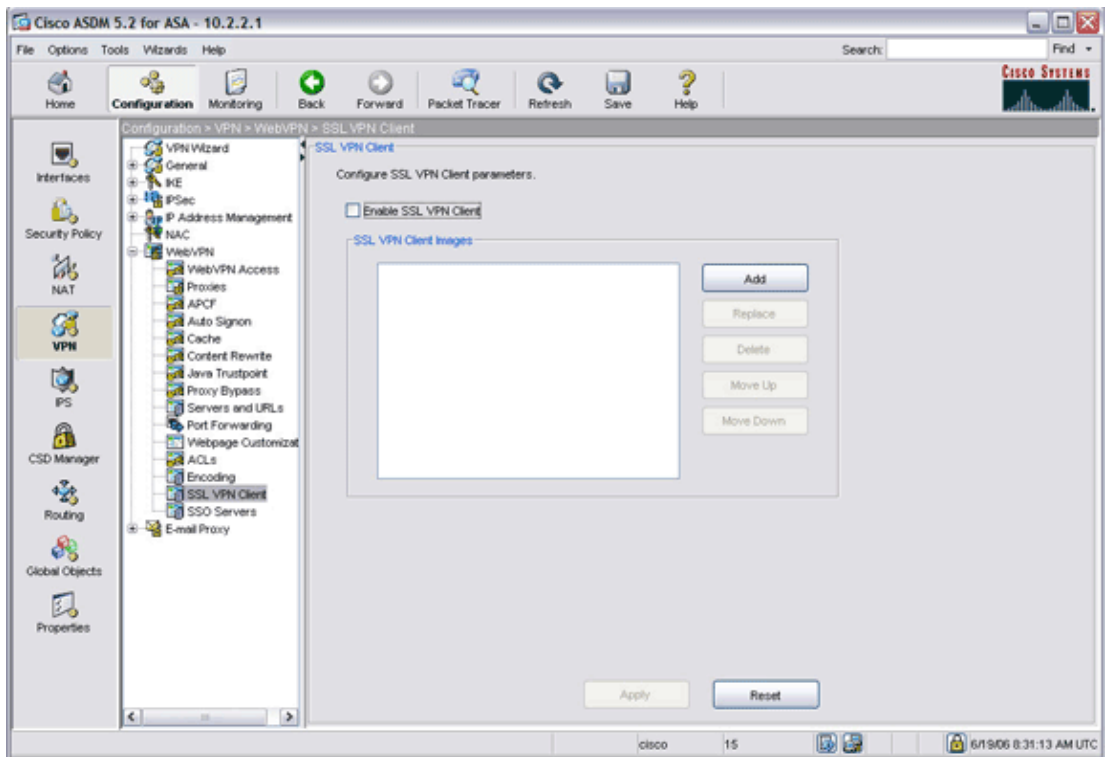 Cisco ASDM 5.2 for ASA - 10.2.2.1
File Options Tools Wizards Help Search: Find
Home Configuration Monitoring Back Forward Packet Tracer Refresh Save Help
CISCO SYSTEMS
Configuration > VPN > WebVPN > SSL VPN Client
Interfaces
Security Policy
NAT
VPN
IPS
CSD Manager
Routing
Global Objects
Properties
VPN Wizard
General
IKE
IPSec
IP Address Management
NAC
WebVPN
WebVPN Access
Proxies
APCF
Auto Signon
Cache
Content Rewrite
Java Trustpoint
Proxy Bypass
Servers and URLs
Port Forwarding
Webpage Customizat
ACLs
Encoding
SSL VPN Client
SSO Servers
E-mail Proxy
SSL VPN Client
Configure SSL VPN Client parameters.
Enable SSL VPN Client
SSL VPN Client Images
Add
Replace
Delete
Move Up
Move Down
Apply Reset
cisco 15 6/19/06 8:31:13 AM UTC